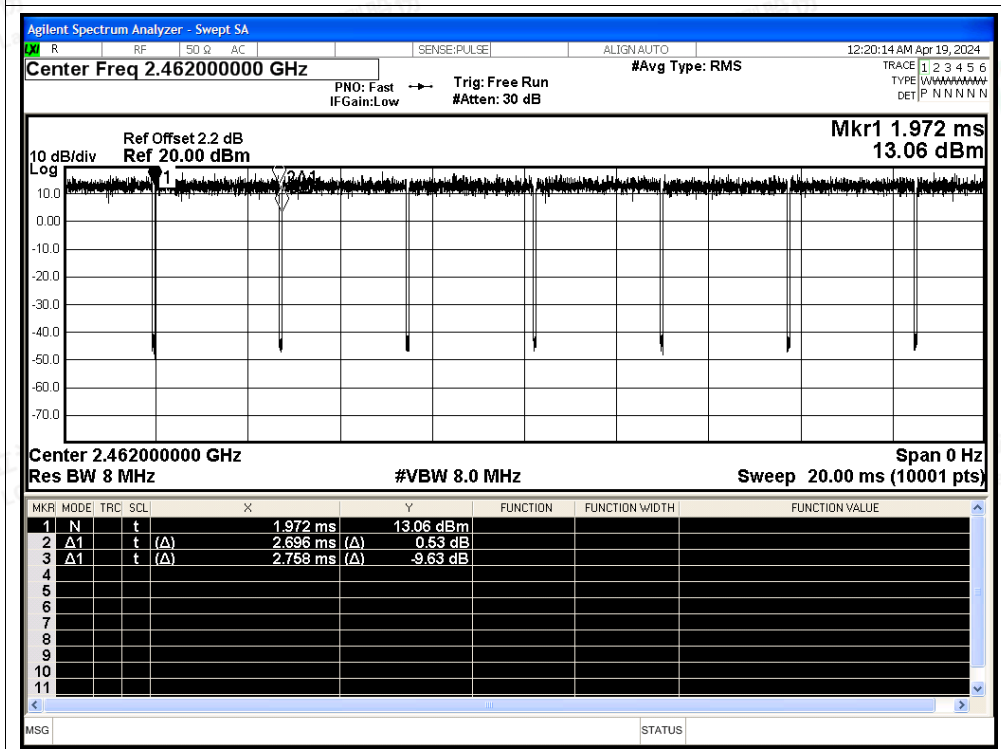 Agilent Spectrum Analyzer - Swept SA
LXI R RF 50 Ω AC SENSE:PULSE ALIGN AUTO 12:20:14 AM Apr 19, 2024
Center Freq 2.462000000 GHz #Avg Type: RMS TRACE 1 2 3 4 5 6
PNO: Fast Trig: Free Run TYPE WWWWWW
IFGain:Low #Atten: 30 dB DET P N N N N N
Mkr1 1.972 ms
Ref Offset 2.2 dB
10 dB/div Ref 20.00 dBm 13.06 dBm
Log
1 2Δ1
10.0
0.00
-10.0
-20.0
-30.0
-40.0
-50.0
-60.0
-70.0
Center 2.462000000 GHz Span 0 Hz
Res BW 8 MHz #VBW 8.0 MHz Sweep 20.00 ms (10001 pts)
MKR MODE TRC SCL X Y FUNCTION FUNCTION WIDTH FUNCTION VALUE
1 N t 1.972 ms 13.06 dBm
2 Δ1 t (Δ) 2.696 ms (Δ) 0.53 dB
3 Δ1 t (Δ) 2.758 ms (Δ) -9.63 dB
4
5
6
7
8
9
10
11
MSG STATUS